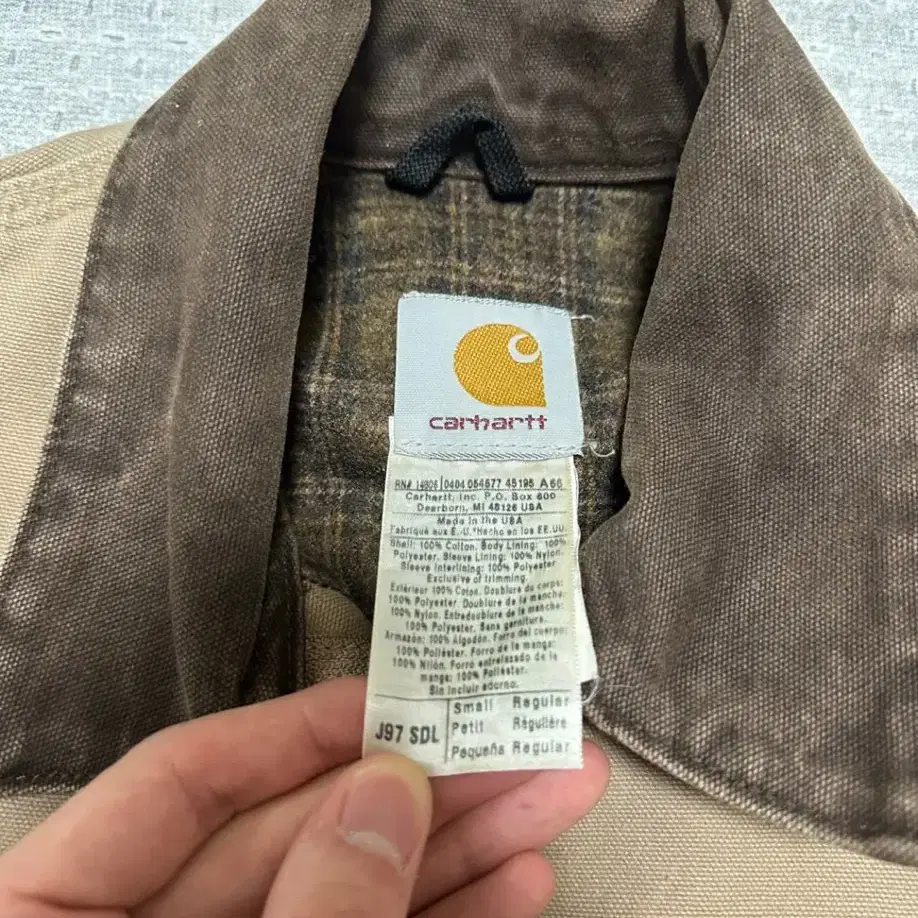 carhartt
RN# 14806 0404 054577 45195 A 66
Carhartt, Inc. P.O. Box 600
Dearborn, MI 48126 USA
Made in the USA
Fabriqué aux E.-U.*Hecho en los EE.UU.
Shell: 100% Cotton. Body Lining: 100%
Polyester. Sleeve Lining: 100% Nylon.
Sleeve Interlining: 100% Polyester
Exclusive of trimming.
Extérieur 100% Coton. Doublure du corps:
100% Polyester Doublure de la manche:
100% Nylon. Entredoublure de la manche:
100% Polyester. Sans garniture.
Armazón: 100% Algodón. Forro del cuerpo:
100% Poliéster. Forro de la manga:
100% Nilón. Forro entrelazado de la
manga: 100% Poliéster.
Sin incluir adorno.
J97 SDL
Small Regular
Petit Régulière
Pequeña Regular